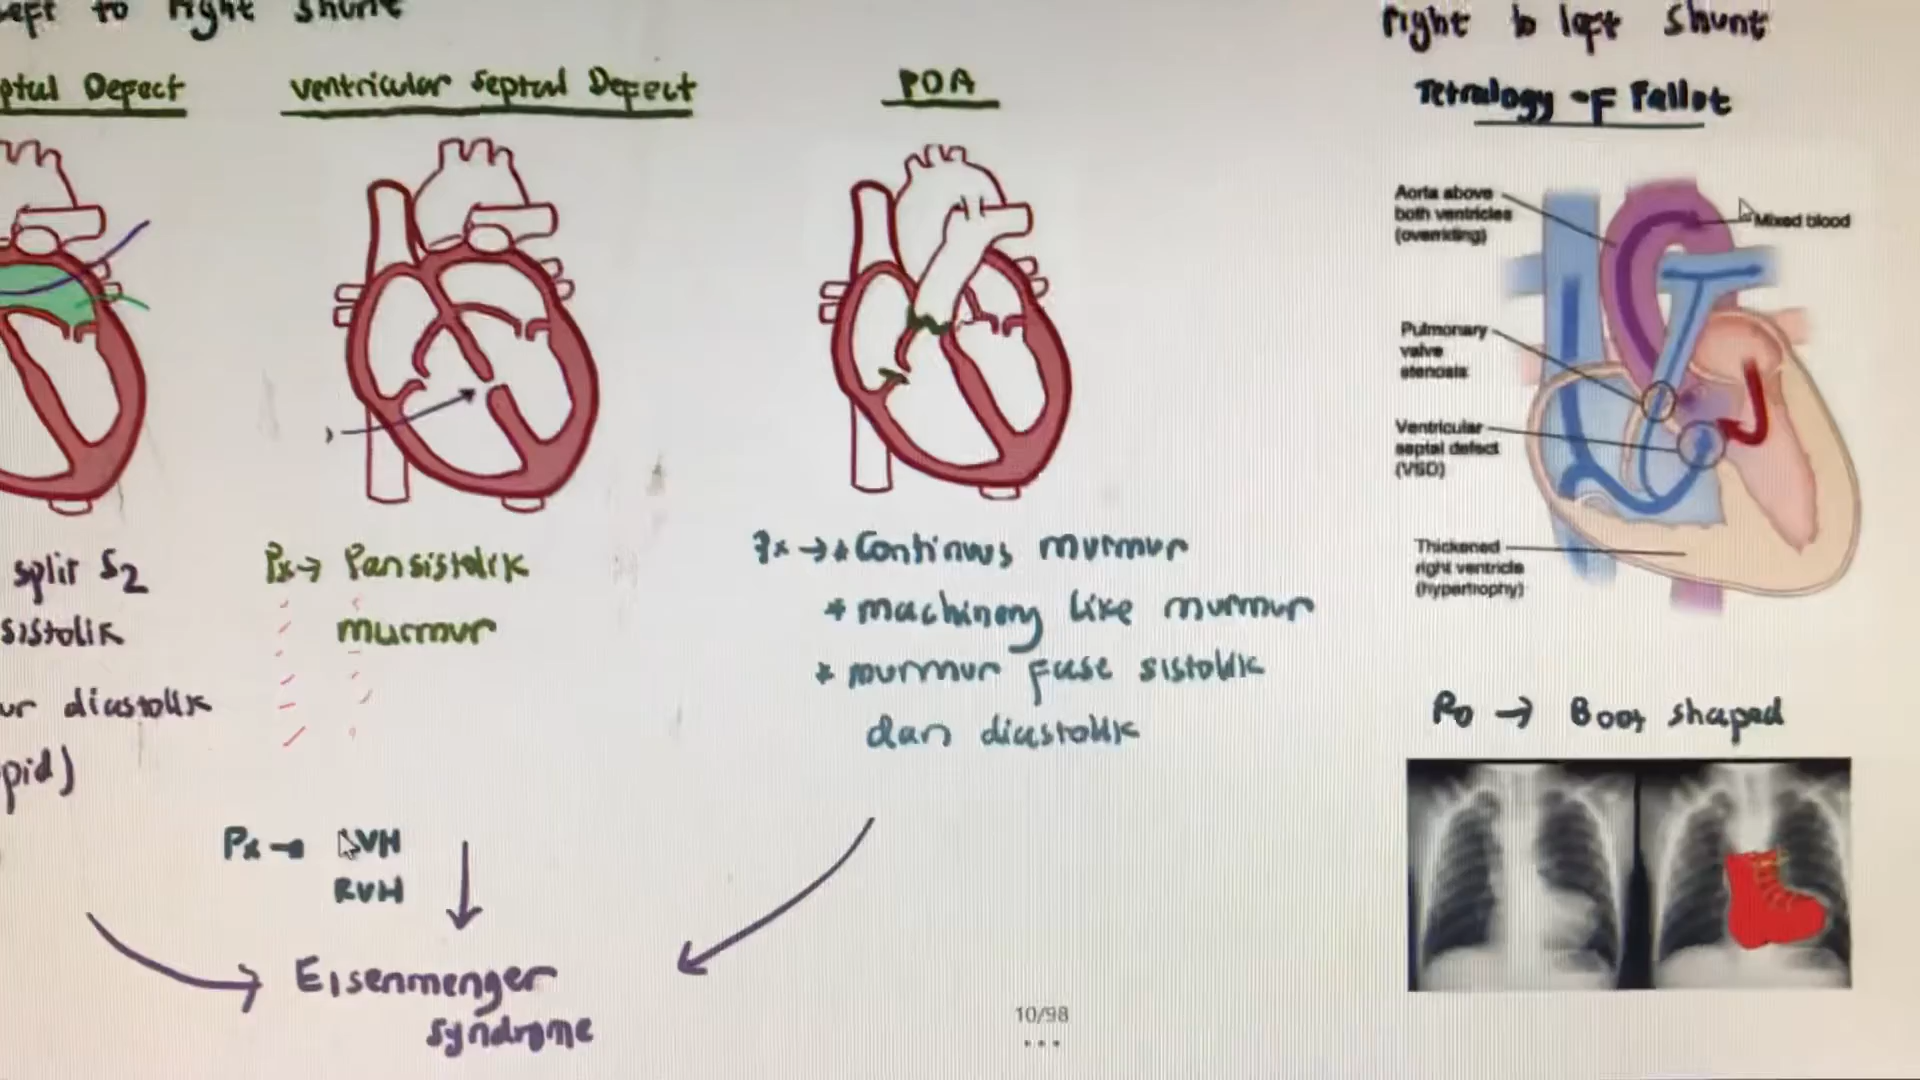 left to right shunt
ptal Defect
split S2
sistolik
ur diastolik
pid)
ventricular Septal Defect
Px → Pansistolik
murmur
Px →
LVH
RVH
Eisenmenger
syndrome
PDA
Px → * Continus murmur
* machinery like murmur
* murmur fase sistolik
dan diastolik
10/98
right to left shunt
Tetralogy of Fallot
Aorta above
both ventricles
(overriding)
Mixed blood
Pulmonary
valve
stenosis
Ventricular
septal defect
(VSD)
Thickened
right ventricle
(hypertrophy)
Ro → Boot shaped